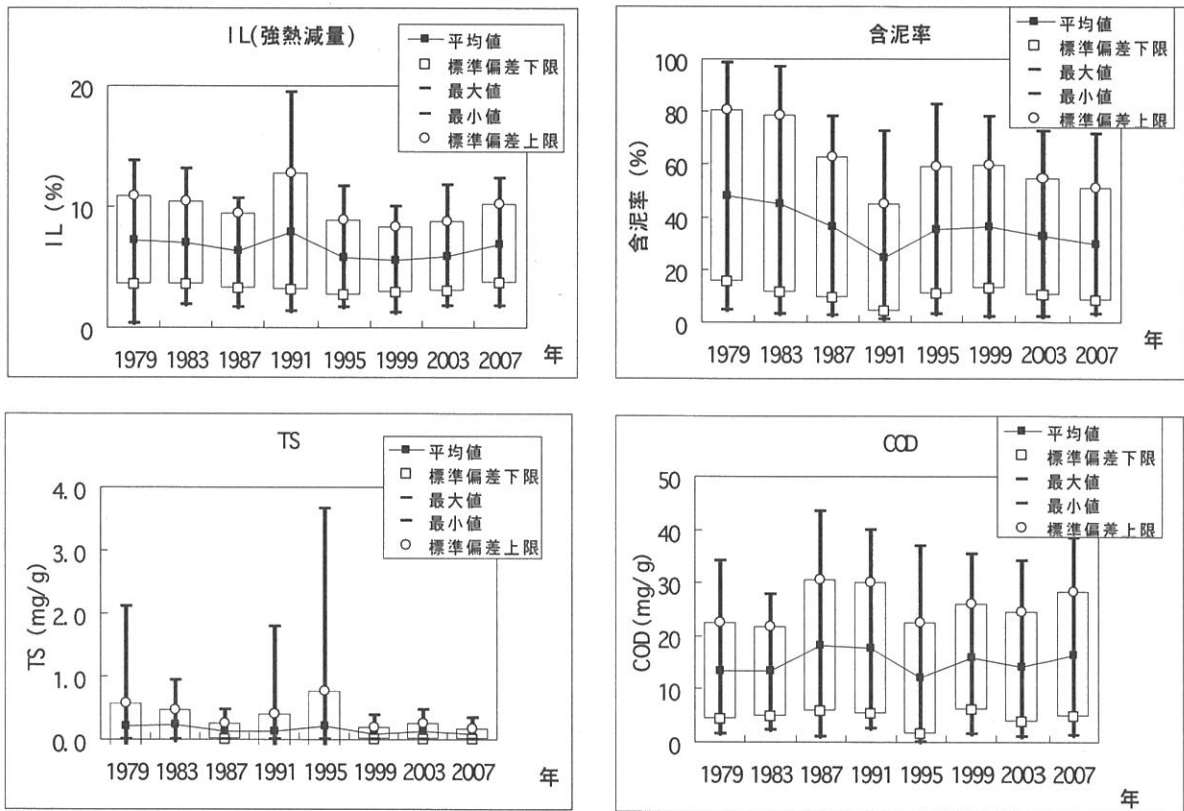 IL(強熱減量)
平均値
標準偏差下限
最大値
最小値
標準偏差上限
IL (%)
20
10
0
1979 1983 1987 1991 1995 1999 2003 2007
年
含泥率
平均値
標準偏差下限
最大値
最小値
標準偏差上限
含泥率 (%)
100
80
60
40
20
0
1979 1983 1987 1991 1995 1999 2003 2007
年
TS
平均値
標準偏差下限
最大値
最小値
標準偏差上限
TS (mg/g)
4.0
3.0
2.0
1.0
0.0
1979 1983 1987 1991 1995 1999 2003 2007
年
COD
平均値
標準偏差下限
最大値
最小値
標準偏差上限
COD (mg/g)
50
40
30
20
10
0
1979 1983 1987 1991 1995 1999 2003 2007
年